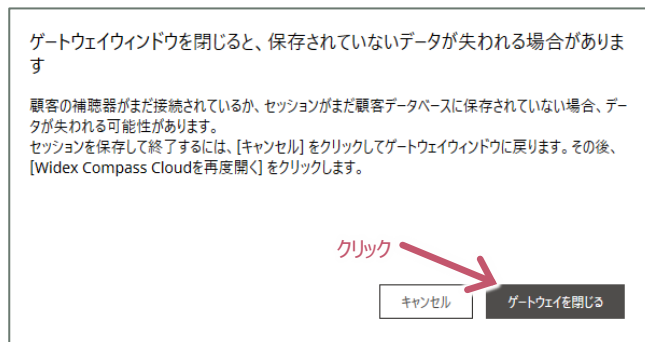 ゲートウェイウィンドウを閉じると、保存されていないデータが失われる場合がありま
す
顧客の補聴器がまだ接続されているか、セッションがまだ顧客データベースに保存されていない場合、デー
タが失われる可能性があります。
セッションを保存して終了するには、[キャンセル] をクリックしてゲートウェイウィンドウに戻ります。その後、
[Widex Compass Cloudを再度開く] をクリックします。
クリック
キャンセル
ゲートウェイを閉じる